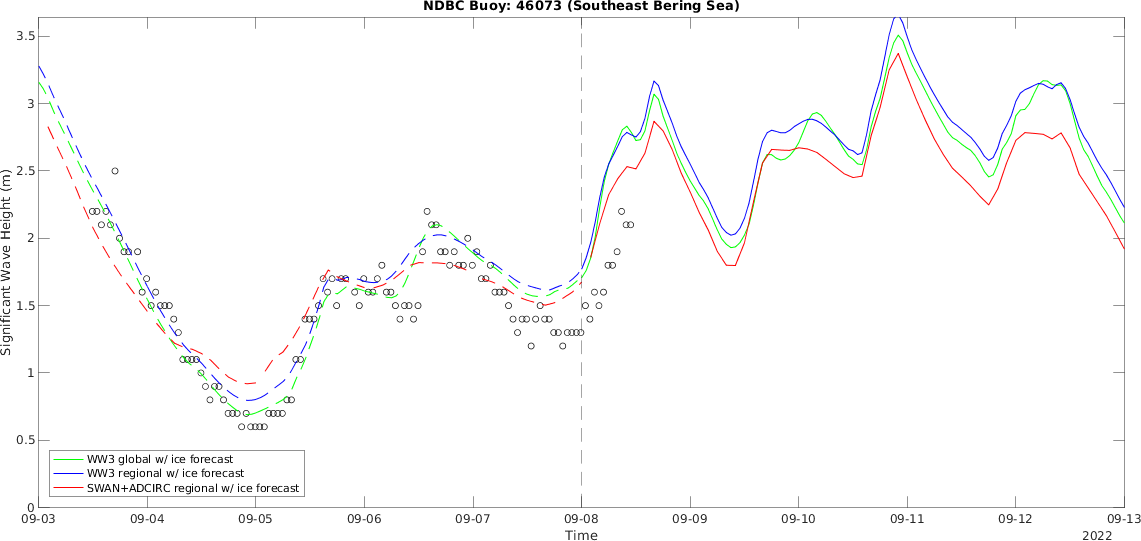 NDBC Buoy: 46073 (Southeast Bering Sea)
Significant Wave Height (m)
3.5
3
2.5
2
1.5
1
0.5
0
WW3 global w/ ice forecast
WW3 regional w/ ice forecast
SWAN+ADCIRC regional w/ ice forecast
09-03 09-04 09-05 09-06 09-07 09-08 09-09 09-10 09-11 09-12 09-13
Time
2022